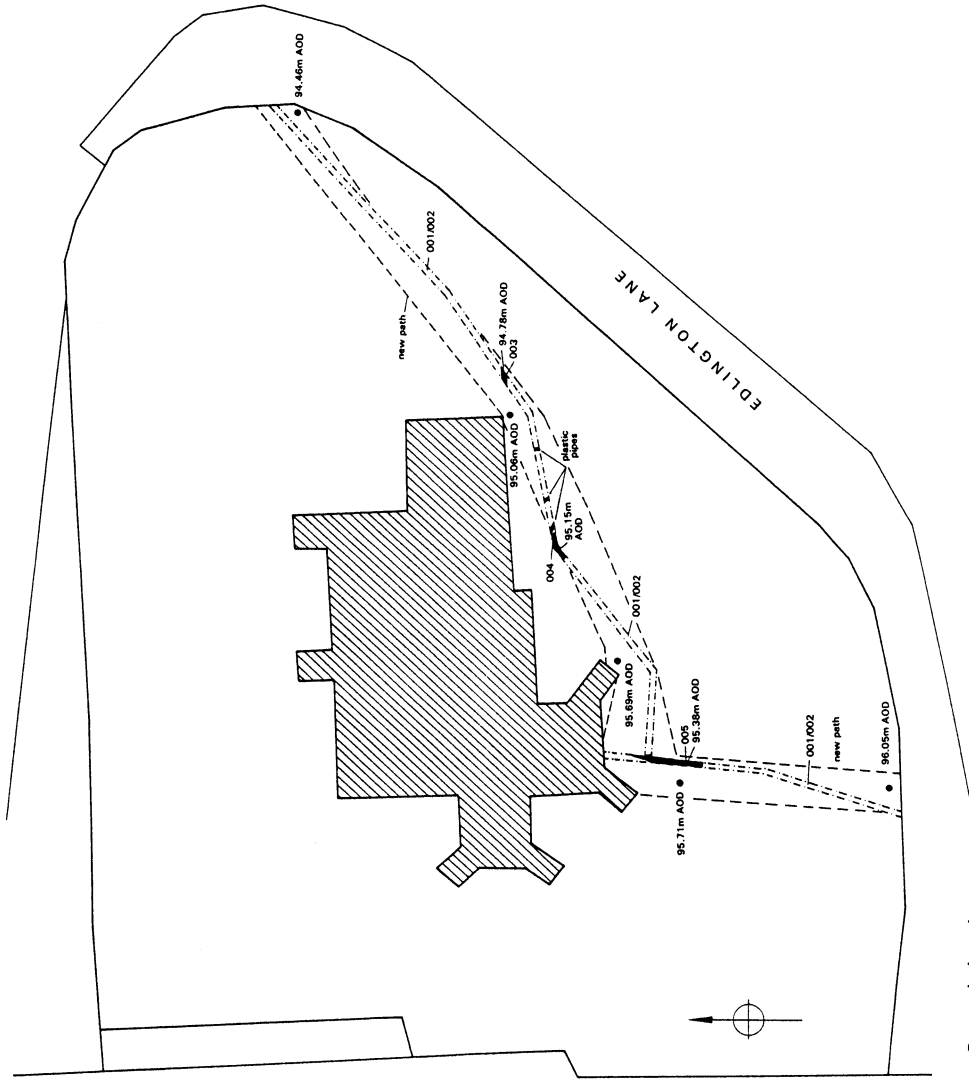 94.46m AOD
001/002
new path
94.78m AOD
003
95.06m AOD
plastic
pipes
95.15m
AOD
004
001/002
95.69m AOD
005
95.38m AOD
95.71m AOD
001/002
new path
96.05m AOD
EDLINGTON LANE